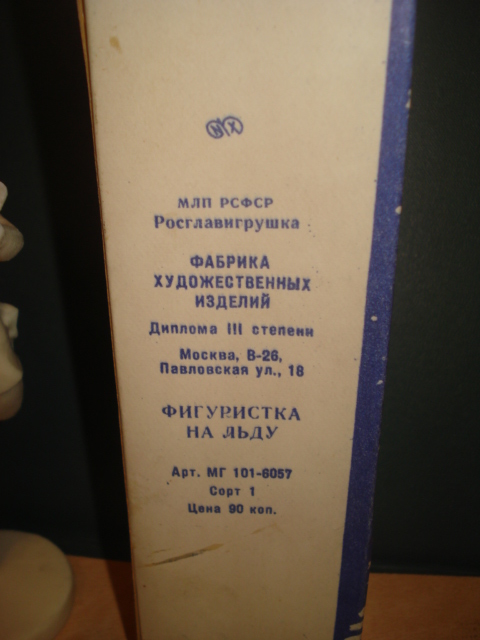 МЛП РСФСР
Росглавигрушка
ФАБРИКА
ХУДОЖЕСТВЕННЫХ
ИЗДЕЛИЙ
Диплома III степени
Москва, В-26,
Павловская ул., 18
ФИГУРИСТКА
НА ЛЬДУ
Арт. МГ 101-6057
Сорт 1
Цена 90 коп.